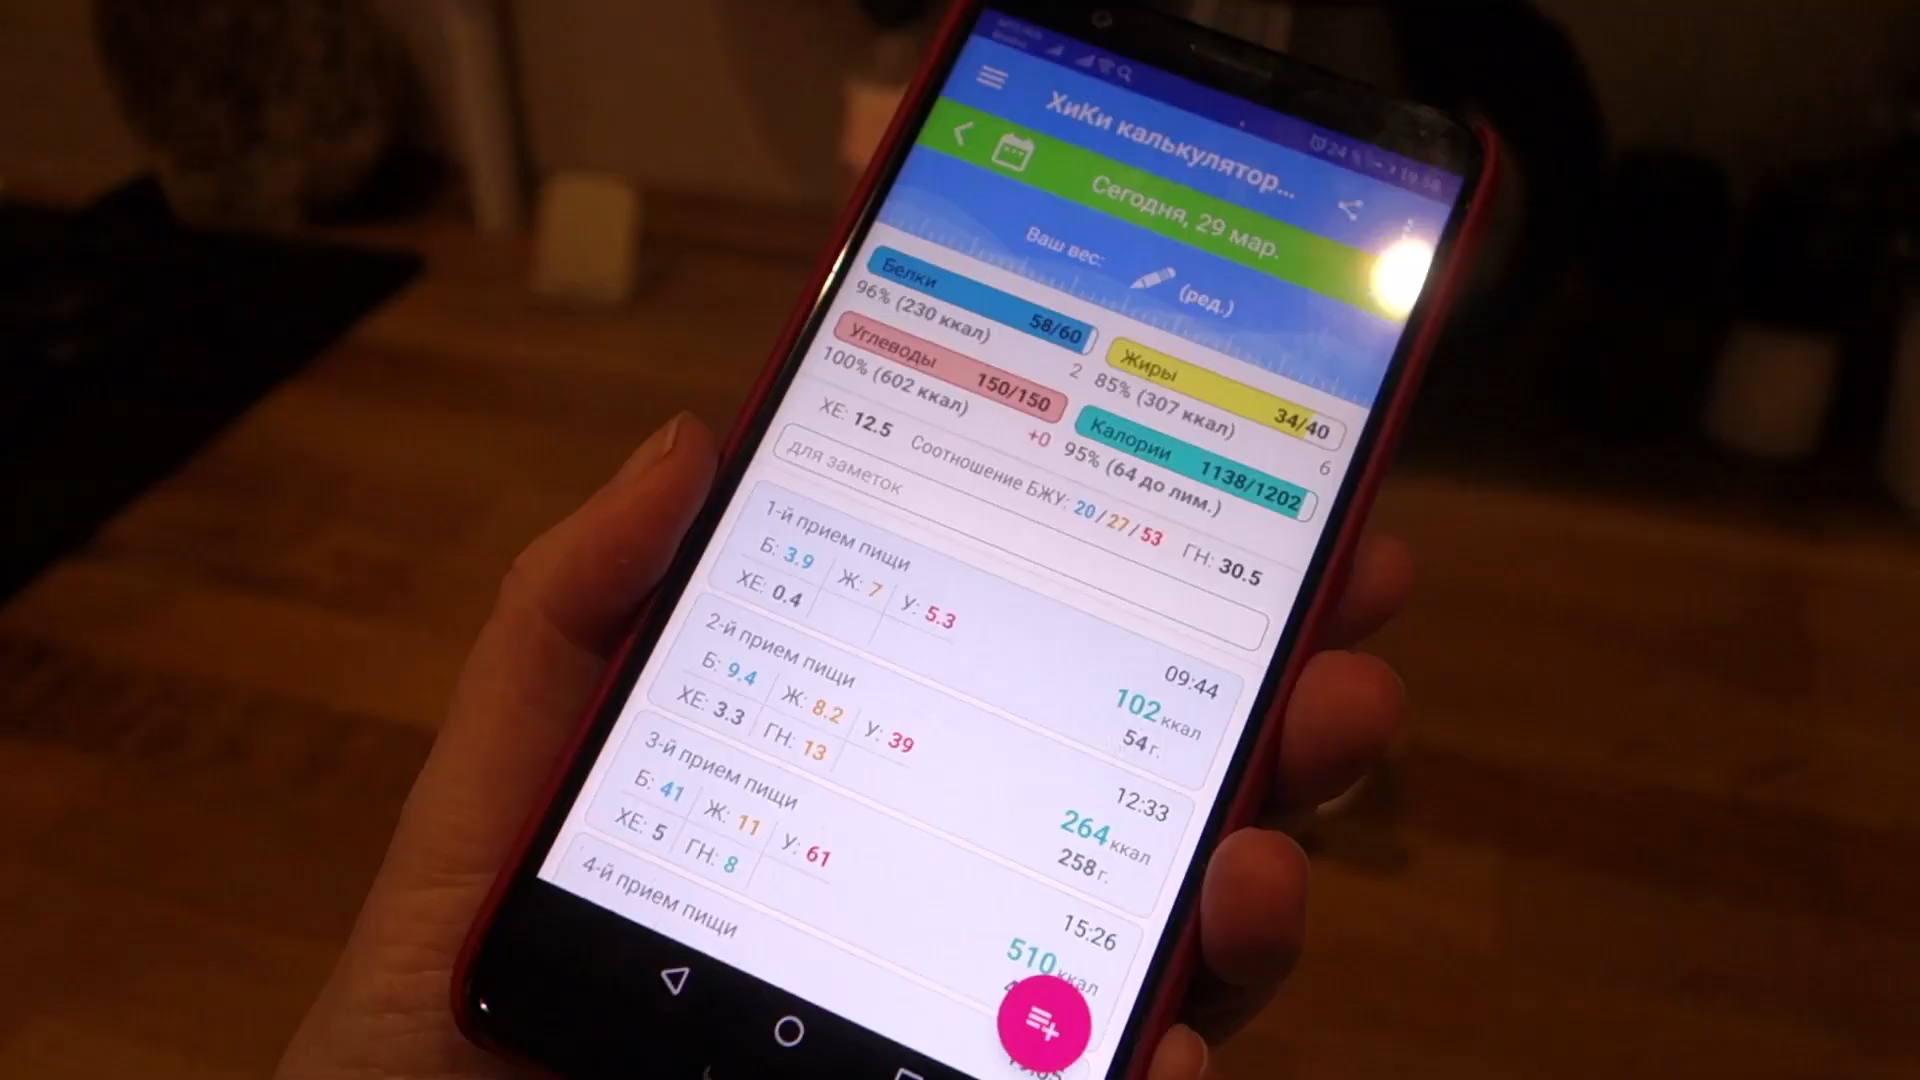 24 % 19:58
ХиКи калькулятор...
Сегодня, 29 мар.
Ваш вес: (ред.)
Белки 58/60
96% (230 ккал) 2
Жиры 34/40
85% (307 ккал) 6
Углеводы 150/150
100% (602 ккал) +0
Калории 1138/1202
95% (64 до лим.)
ХЕ: 12.5 Соотношение БЖУ: 20/27/53 ГН: 30.5
для заметок
1-й прием пищи 09:44
Б: 3.9 Ж: 7 У: 5.3 102 ккал
ХЕ: 0.4 54 г.
2-й прием пищи 12:33
Б: 9.4 Ж: 8.2 У: 39 264 ккал
ХЕ: 3.3 ГН: 13 258 г.
3-й прием пищи 15:26
Б: 41 Ж: 11 У: 61 510 ккал
ХЕ: 5 ГН: 8
4-й прием пищи